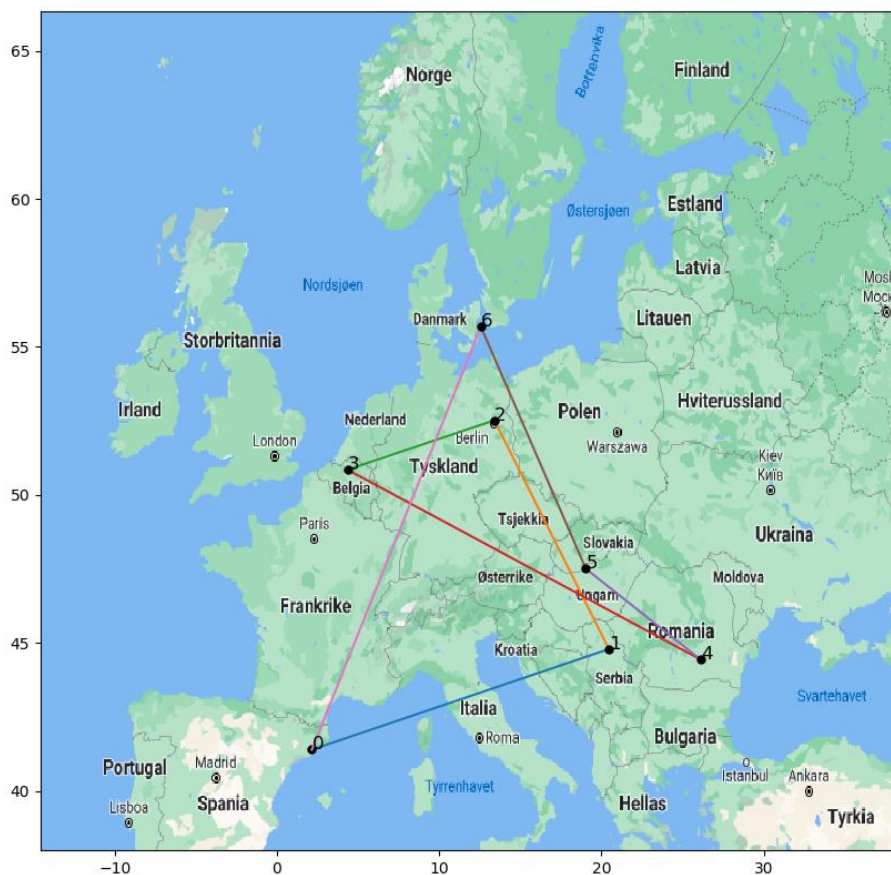 65
60
55
50
45
40
−10
0
10
20
30
Norge
Bottenvika
Finland
Østersjøen
Estland
Latvia
Nordsjøen
Mosk
Моск
Danmark
6
Litauen
Storbritannia
Irland
Nederland
2
Polen
Hviterussland
London
Berlin
Warszawa
3
Tyskland
Kiev
Київ
Belgia
Paris
Tsjekkia
Ukraina
Slovakia
5
Østerrike
Moldova
Ungarn
Frankrike
1
Romania
4
Kroatia
Serbia
Svartehavet
Italia
0
Bulgaria
Roma
Portugal
Madrid
Istanbul
Ankara
Tyrrenhavet
Lisboa
Spania
Hellas
Tyrkia